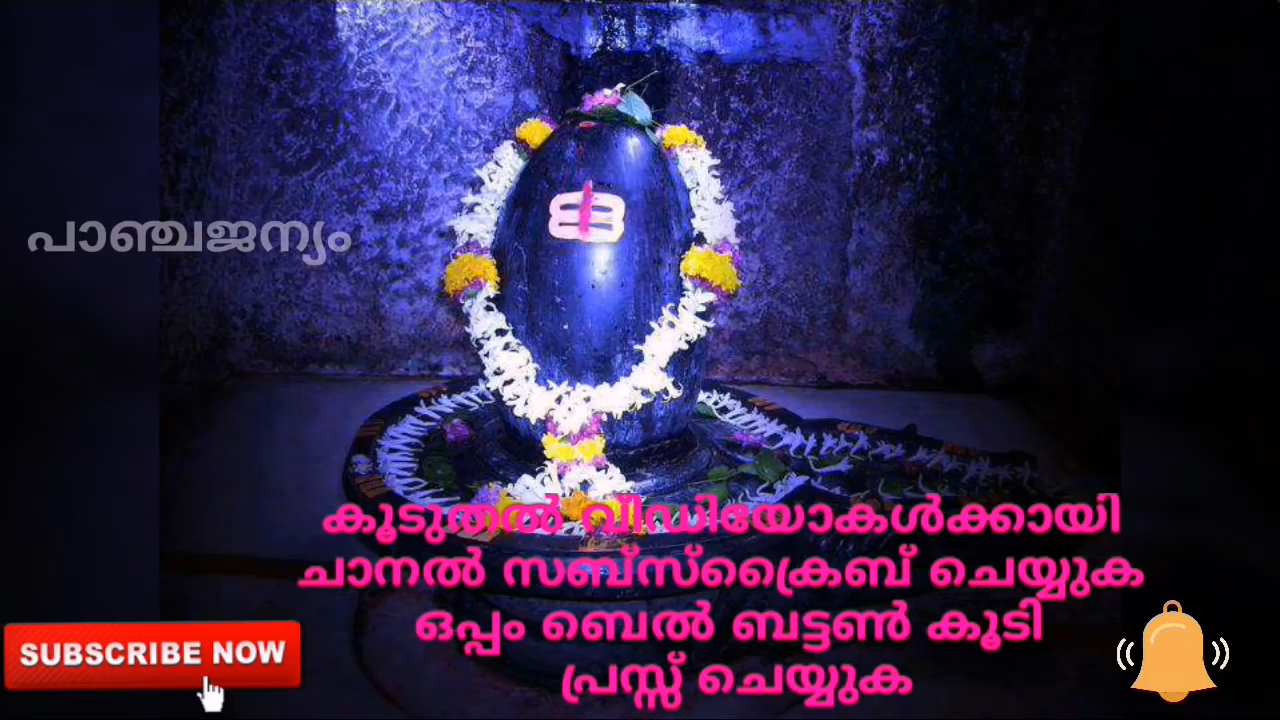 പാഞ്ചജന്യം
കൂടുതൽ വീഡിയോകൾക്കായി
ചാനൽ സബ്സ്ക്രൈബ് ചെയ്യുക
ഒപ്പം ബെൽ ബട്ടൺ കൂടി
പ്രസ്സ് ചെയ്യുക
SUBSCRIBE NOW